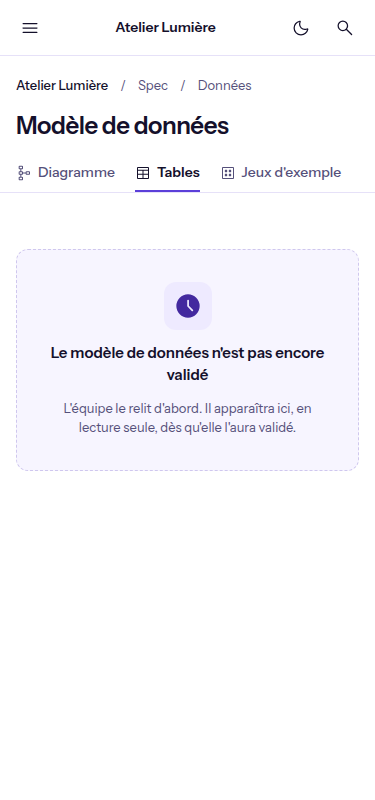 Atelier Lumière
Atelier Lumière / Spec / Données
Modèle de données
Diagramme Tables Jeux d'exemple
Le modèle de données n'est pas encore
validé
L'équipe le relit d'abord. Il apparaîtra ici, en
lecture seule, dès qu'elle l'aura validé.